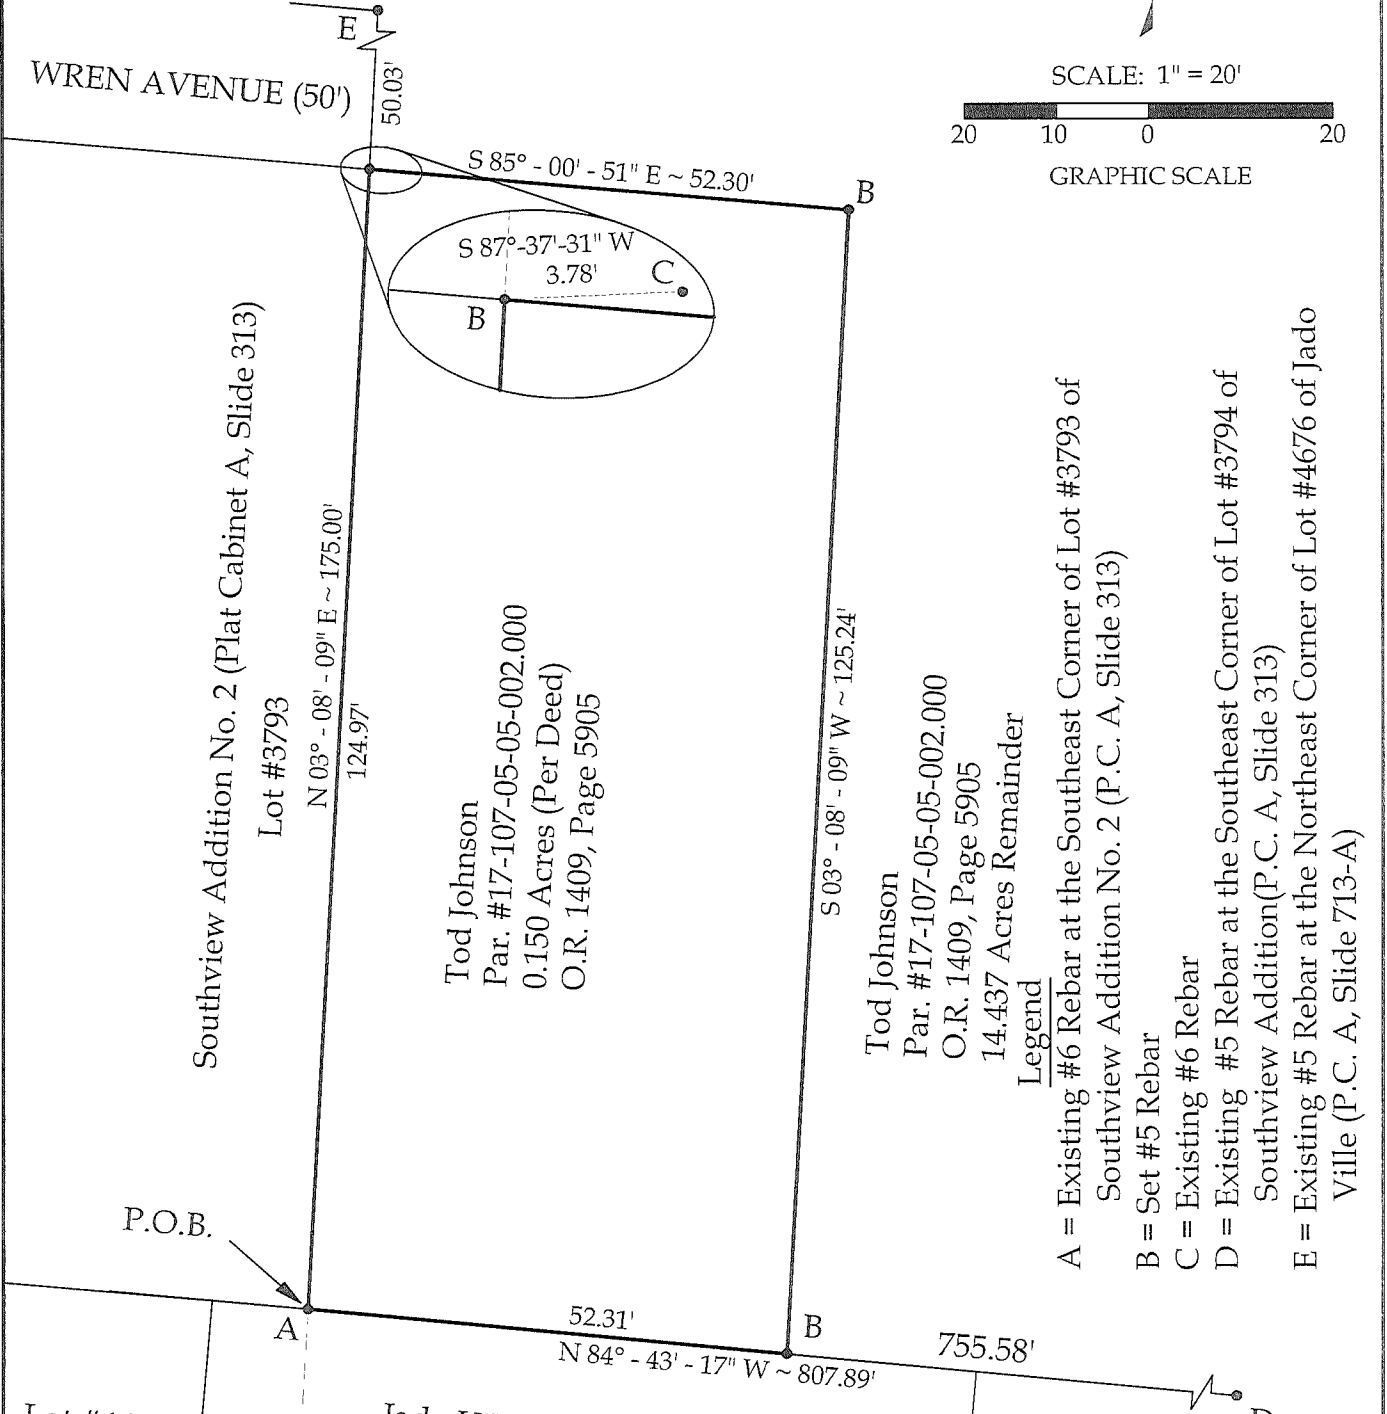 E
WREN AVENUE (50')
50.03'
SCALE: 1" = 20'
20 10 0 20
GRAPHIC SCALE
S 85° - 00' - 51" E ~ 52.30'
B
S 87°-37'-31" W
3.78'
C
B
Southview Addition No. 2 (Plat Cabinet A, Slide 313)
Lot #3793
N 03° - 08' - 09" E ~ 175.00'
124.97'
Tod Johnson
Par. #17-107-05-05-002.000
0.150 Acres (Per Deed)
O.R. 1409, Page 5905
S 03° - 08' - 09" W ~ 125.24'
Tod Johnson
Par. #17-107-05-05-002.000
O.R. 1409, Page 5905
14.437 Acres Remainder
Legend
A = Existing #6 Rebar at the Southeast Corner of Lot #3793 of
Southview Addition No. 2 (P.C. A, Slide 313)
B = Set #5 Rebar
C = Existing #6 Rebar
D = Existing #5 Rebar at the Southeast Corner of Lot #3794 of
Southview Addition(P.C. A, Slide 313)
E = Existing #5 Rebar at the Northeast Corner of Lot #4676 of Jado
Ville (P.C. A, Slide 713-A)
P.O.B.
A
52.31'
B
N 84° - 43' - 17" W ~ 807.89'
755.58'